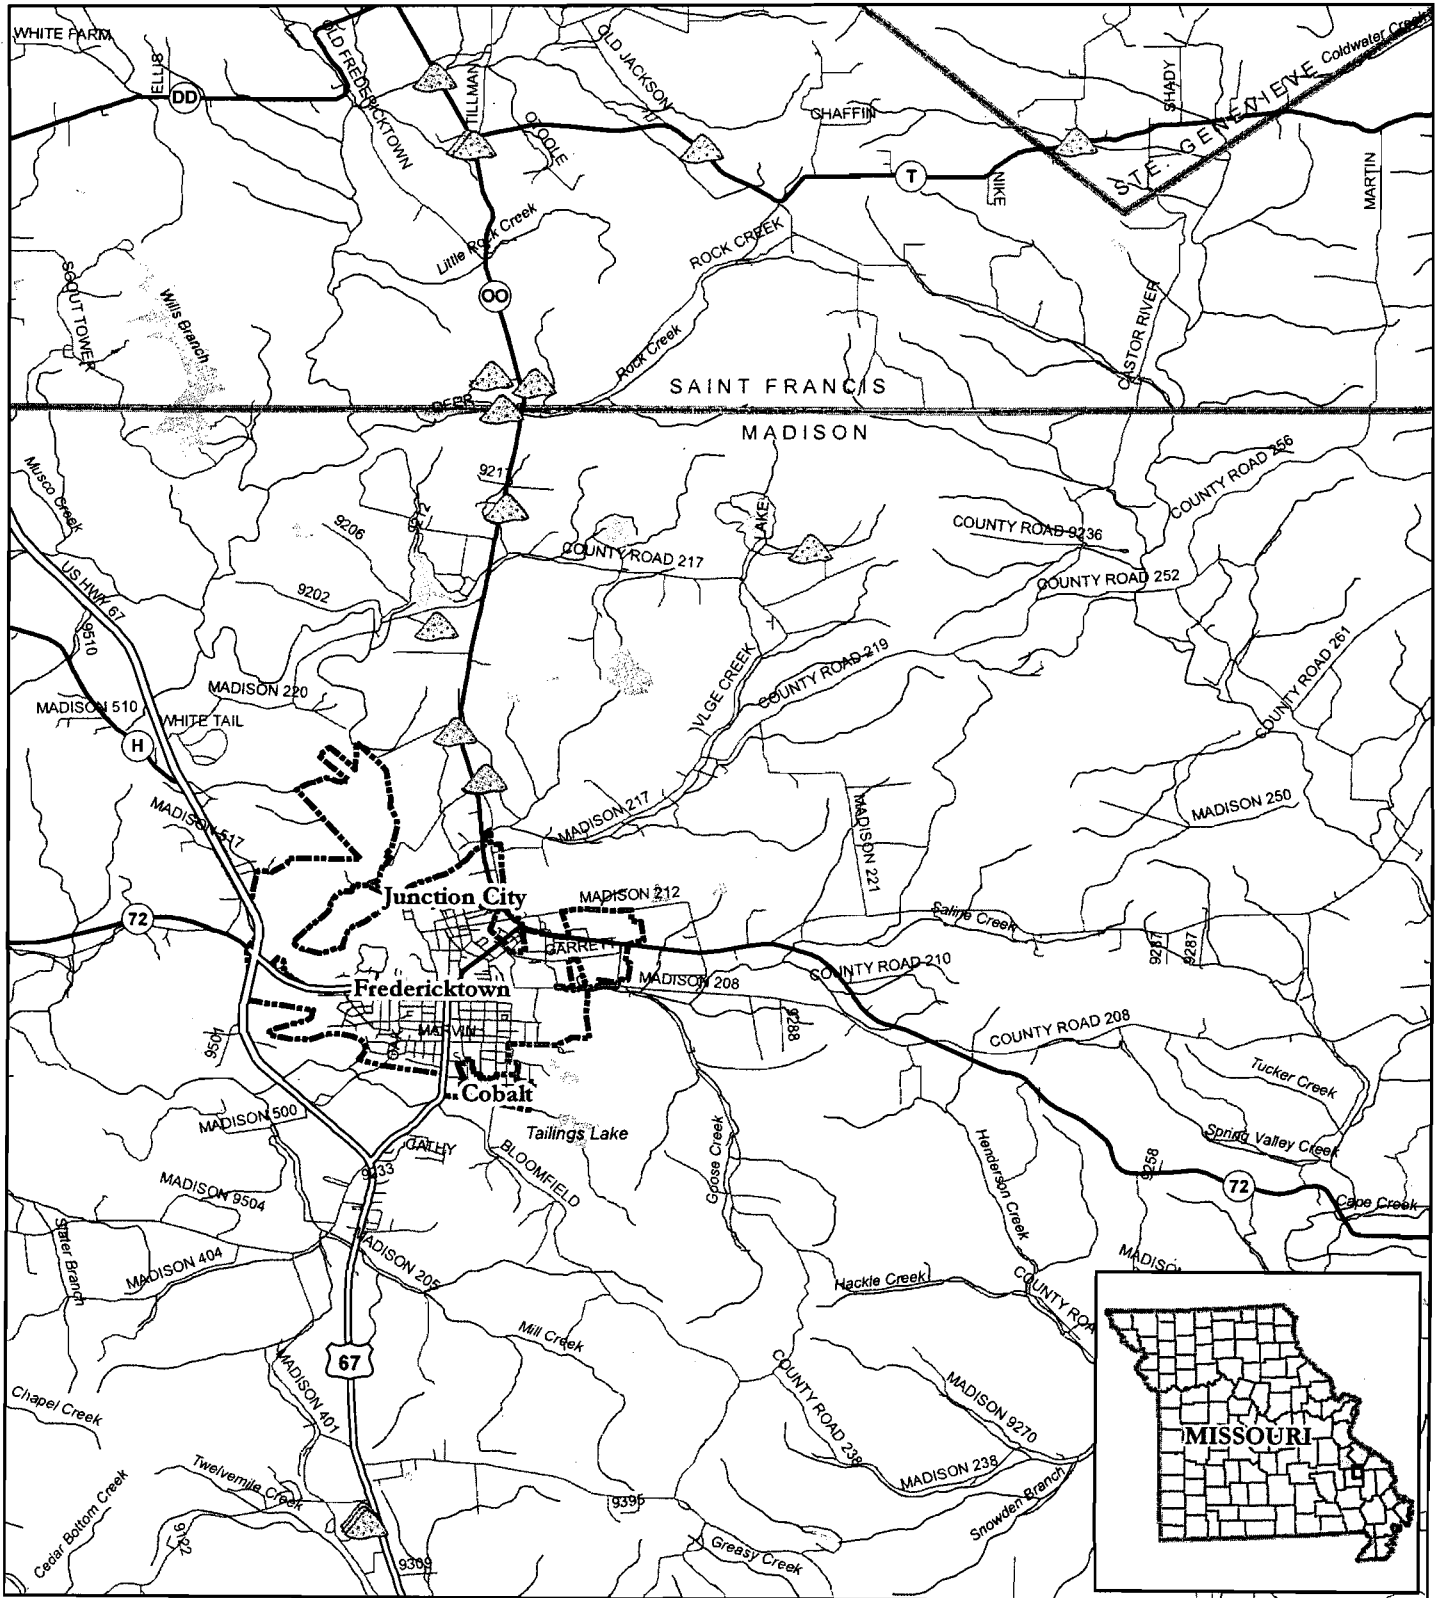 WHITE FARM
ELLIS
DD
OLD FREDERICKTOWN
TILLMAN
OTOOLE
OLD JACKSON
CHAFFIN
SHADY
Coldwater Creek
STE. GENEVIEVE
T
NIKE
MARTIN
Little Rock Creek
ROCK CREEK
OO
SCOUT TOWER
Wills Branch
Rock Creek
CASTOR RIVER
SAINT FRANCIS
DEER
MADISON
Musco Creek
9217
9212
9206
LAKE
COUNTY ROAD 256
COUNTY ROAD 9236
COUNTY ROAD 217
COUNTY ROAD 252
US HWY 67
9202
9510
COUNTY ROAD 261
MADISON 220
VLGE CREEK
COUNTY ROAD 219
MADISON 510
WHITE TAIL
H
MADISON 517
MADISON 217
MADISON 221
MADISON 250
Junction City
MADISON 212
72
Saline Creek
GARRETT
9287
9287
COUNTY ROAD 210
Fredericktown
MADISON 208
MARVIN
OAK
9501
9288
COUNTY ROAD 208
Tucker Creek
Cobalt
MADISON 500
Tailings Lake
CATHY
BLOOMFIELD
Goose Creek
Henderson Creek
Spring Valley Creek
9258
9233
72
MADISON 9504
Cape Creek
Slater Branch
MADISON 404
MADISON 205
Hackle Creek
COUNTY ROA
Mill Creek
67
MADISON 401
COUNTY ROAD 238
MADISON 9270
MISSOURI
Chapel Creek
Twelvemile Creek
MADISON 238
Cedar Bottom Creek
9395
Snowden Branch
9122
9309
Greasy Creek